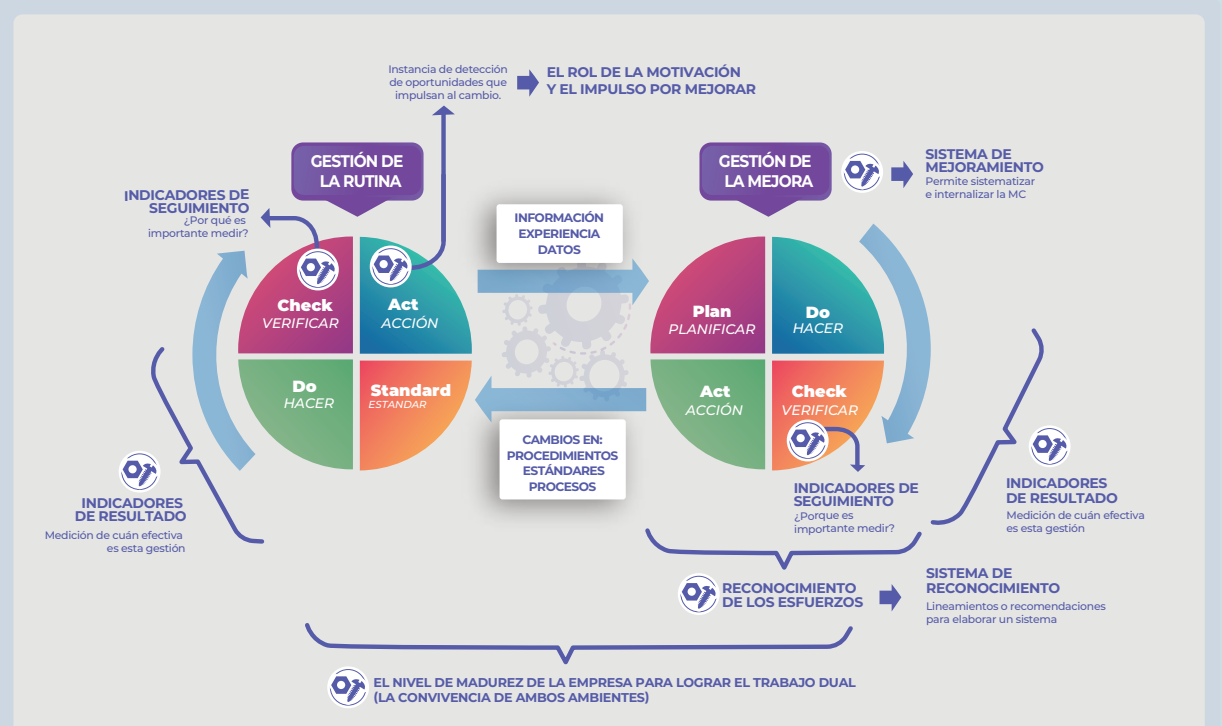 Instancia de detección
de oportunidades que
impulsan al cambio.
EL ROL DE LA MOTIVACIÓN
Y EL IMPULSO POR MEJORAR
GESTIÓN DE
LA RUTINA
GESTIÓN DE
LA MEJORA
SISTEMA DE
MEJORAMIENTO
Permite sistematizar
e internalizar la MC
INDICADORES DE
SEGUIMIENTO
¿Por qué es
importante medir?
INFORMACIÓN
EXPERIENCIA
DATOS
Check
VERIFICAR
Act
ACCIÓN
Do
HACER
Standard
ESTANDAR
Plan
PLANIFICAR
Do
HACER
Act
ACCIÓN
Check
VERIFICAR
CAMBIOS EN:
PROCEDIMIENTOS
ESTÁNDARES
PROCESOS
INDICADORES
DE RESULTADO
Medición de cuán efectiva
es esta gestión
INDICADORES DE
SEGUIMIENTO
¿Porque es
importante medir?
INDICADORES
DE RESULTADO
Medición de cuán efectiva
es esta gestión
RECONOCIMIENTO
DE LOS ESFUERZOS
SISTEMA DE
RECONOCIMIENTO
Lineamientos o recomendaciones
para elaborar un sistema
EL NIVEL DE MADUREZ DE LA EMPRESA PARA LOGRAR EL TRABAJO DUAL
(LA CONVIVENCIA DE AMBOS AMBIENTES)